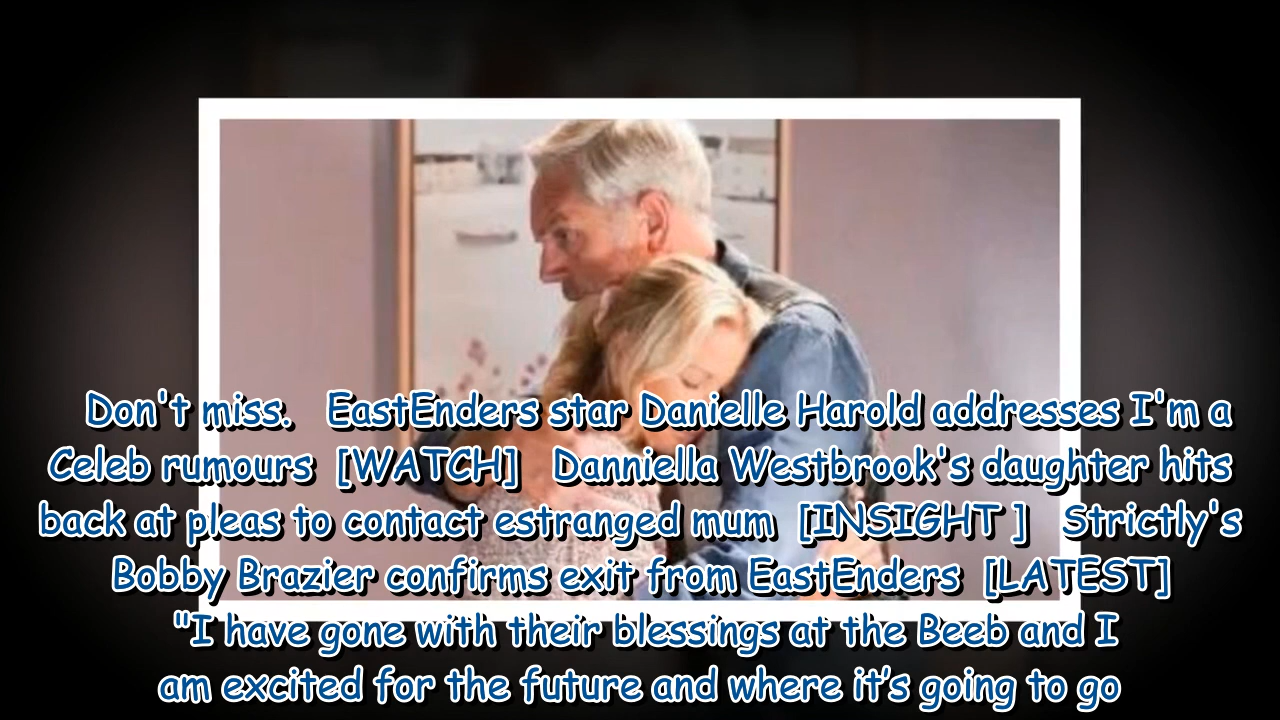 Don't miss.   EastEnders star Danielle Harold addresses I'm a
Celeb rumours  [WATCH]   Danniella Westbrook's daughter hits
back at pleas to contact estranged mum  [INSIGHT ]   Strictly's
Bobby Brazier confirms exit from EastEnders  [LATEST]
"I have gone with their blessings at the Beeb and I
am excited for the future and where it’s going to go